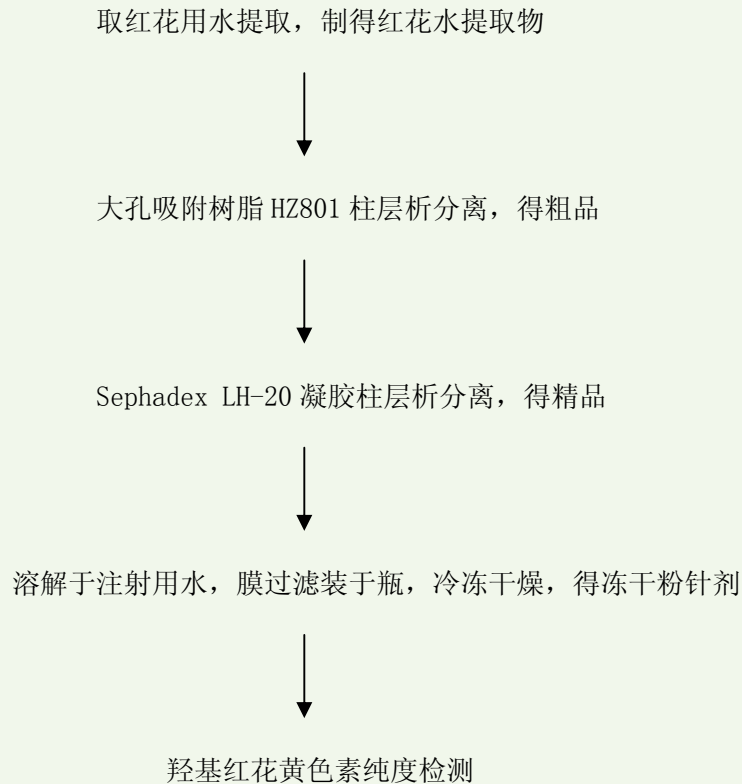 取红花用水提取，制得红花水提取物
大孔吸附树脂 HZ801 柱层析分离，得粗品
Sephadex LH-20 凝胶柱层析分离，得精品
溶解于注射用水，膜过滤装于瓶，冷冻干燥，得冻干粉针剂
羟基红花黄色素纯度检测